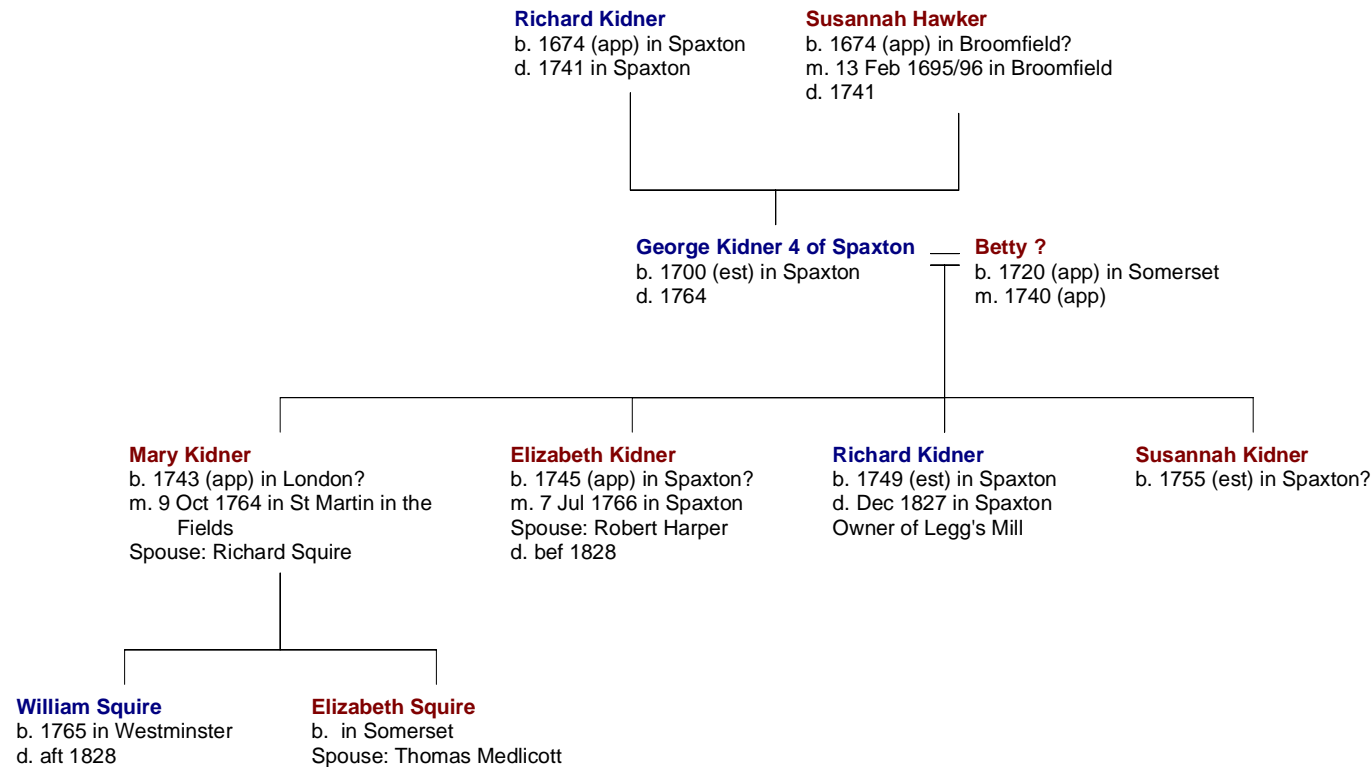 Richard Kidner
b. 1674 (app) in Spaxton
d. 1741 in Spaxton
Susannah Hawker
b. 1674 (app) in Broomfield?
m. 13 Feb 1695/96 in Broomfield
d. 1741
George Kidner 4 of Spaxton
b. 1700 (est) in Spaxton
d. 1764
Betty ?
b. 1720 (app) in Somerset
m. 1740 (app)
Mary Kidner
b. 1743 (app) in London?
m. 9 Oct 1764 in St Martin in the
Fields
Spouse: Richard Squire
Elizabeth Kidner
b. 1745 (app) in Spaxton?
m. 7 Jul 1766 in Spaxton
Spouse: Robert Harper
d. bef 1828
Richard Kidner
b. 1749 (est) in Spaxton
d. Dec 1827 in Spaxton
Owner of Legg's Mill
Susannah Kidner
b. 1755 (est) in Spaxton?
William Squire
b. 1765 in Westminster
d. aft 1828
Elizabeth Squire
b.  in Somerset
Spouse: Thomas Medlicott